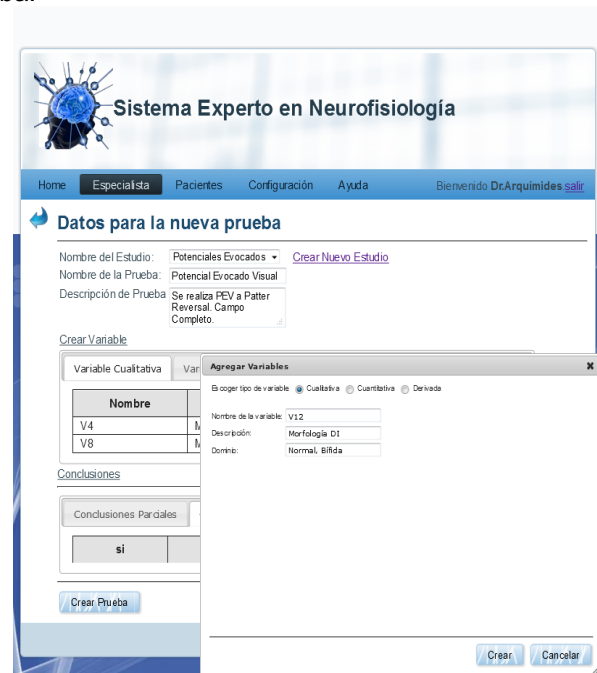 Sistema Experto en Neurofisiología
Home Especialista Pacientes Configuración Ayuda Bienvenido Dr.Arquimides.salir
Datos para la nueva prueba
Nombre del Estudio: Potenciales Evocados Crear Nuevo Estudio
Nombre de la Prueba: Potencial Evocado Visual
Descripción de Prueba Se realiza PEV a Patter
Reversal. Campo
Completo.
Crear Variable
Variable Cualitativa Var
Agregar Variables
Escoger tipo de variable Cualitativa Cuantitativa Derivada
Nombre
Nombre de la variable: V12
V4
Descripción: Morfología DI
V8
Dominio: Normal, Bífida
Conclusiones
Conclusiones Parciales
si
Crear Prueba
Crear Cancelar